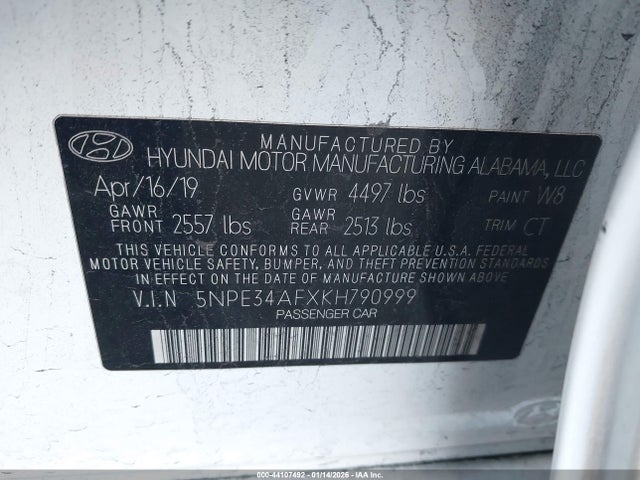 MANUFACTURED BY
HYUNDAI MOTOR MANUFACTURING ALABAMA, LLC
Apr/16/19 GVWR 4497 lbs PAINT W8
GAWR FRONT 2557 lbs GAWR REAR 2513 lbs TRIM CT
THIS VEHICLE CONFORMS TO ALL APPLICABLE U.S.A. FEDERAL
MOTOR VEHICLE SAFETY, BUMPER, AND THEFT PREVENTION STANDARDS
IN EFFECT ON THE DATE OF MANUFACTURE SHOWN ABOVE
V.I.N 5NPE34AFXKH790999
PASSENGER CAR
000-44107492 - 01/14/2026 - 44107492